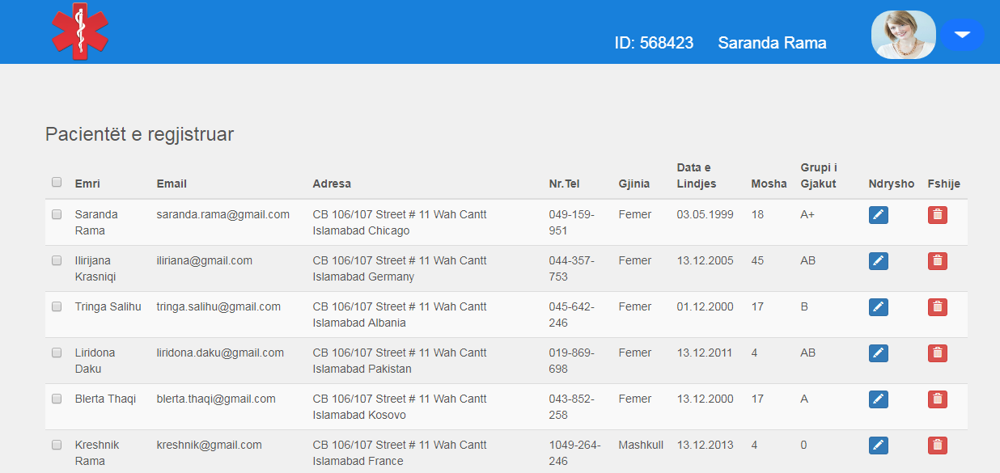 ID: 568423 Saranda Rama
Pacientët e regjistruar
Emri Email Adresa Nr.Tel Gjinia Data e Lindjes Mosha Grupi i Gjakut Ndrysho Fshije
Saranda Rama saranda.rama@gmail.com CB 106/107 Street # 11 Wah Cantt Islamabad Chicago 049-159-951 Femer 03.05.1999 18 A+
Ilirijana Krasniqi iliriana@gmail.com CB 106/107 Street # 11 Wah Cantt Islamabad Germany 044-357-753 Femer 13.12.2005 45 AB
Tringa Salihu tringa.salihu@gmail.com CB 106/107 Street # 11 Wah Cantt Islamabad Albania 045-642-246 Femer 01.12.2000 17 B
Liridona Daku liridona.daku@gmail.com CB 106/107 Street # 11 Wah Cantt Islamabad Pakistan 019-869-698 Femer 13.12.2011 4 AB
Blerta Thaqi blerta.thaqi@gmail.com CB 106/107 Street # 11 Wah Cantt Islamabad Kosovo 043-852-258 Femer 13.12.2000 17 A
Kreshnik Rama kreshnik@gmail.com CB 106/107 Street # 11 Wah Cantt Islamabad France 1049-264-246 Mashkull 13.12.2013 4 0